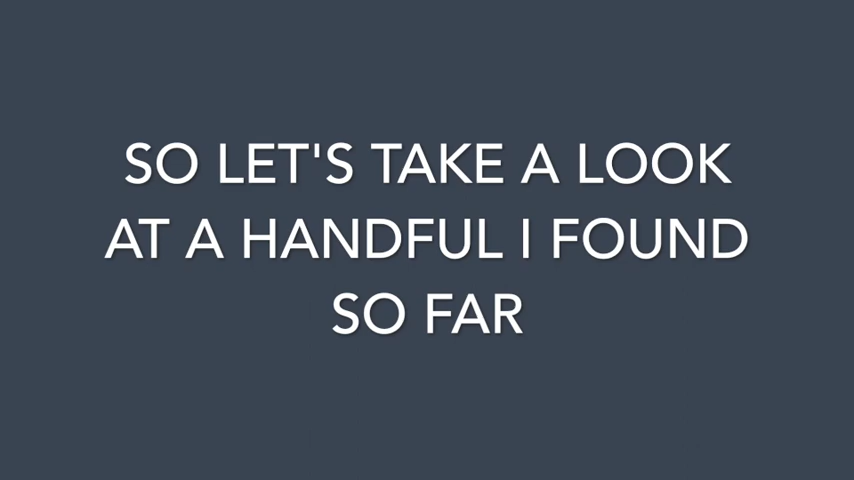 SO LET'S TAKE A LOOK
AT A HANDFUL I FOUND
SO FAR